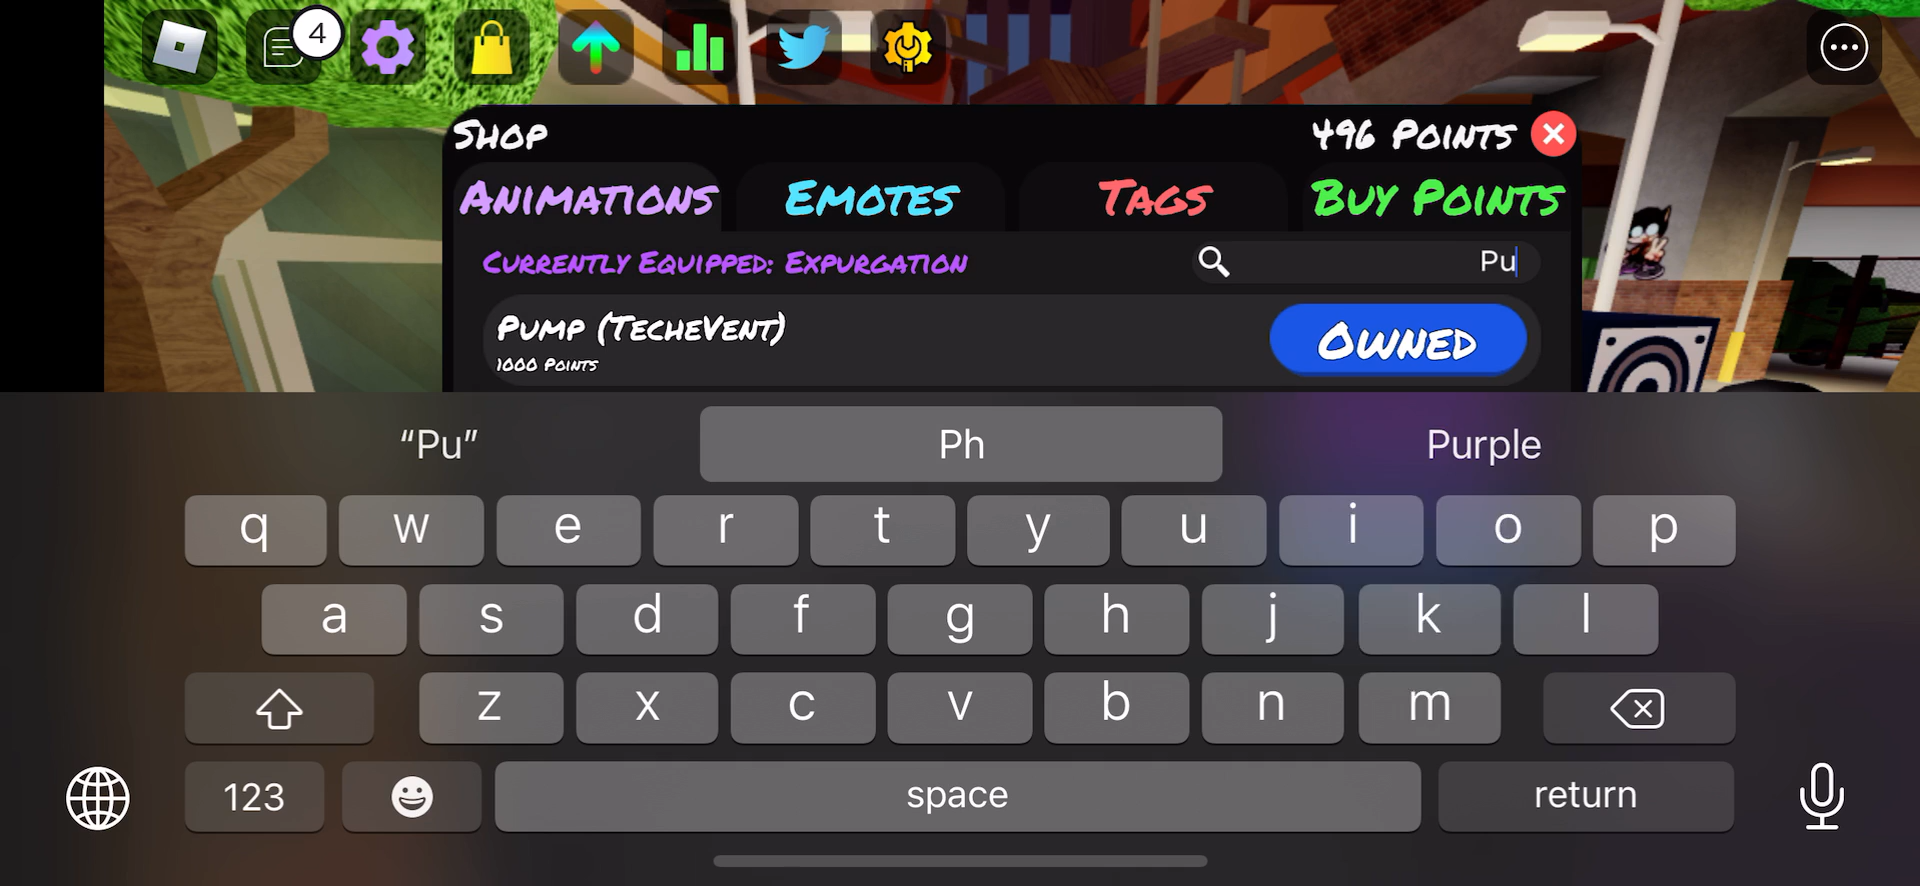 4
Shop
496 Points
Animations
Emotes
Tags
Buy Points
Currently Equipped: Expurgation
Pu
Pump (TecheVent)
1000 Points
Owned
“Pu”
Ph
Purple
q w e r t y u i o p
a s d f g h j k l
z x c v b n m
123
space
return